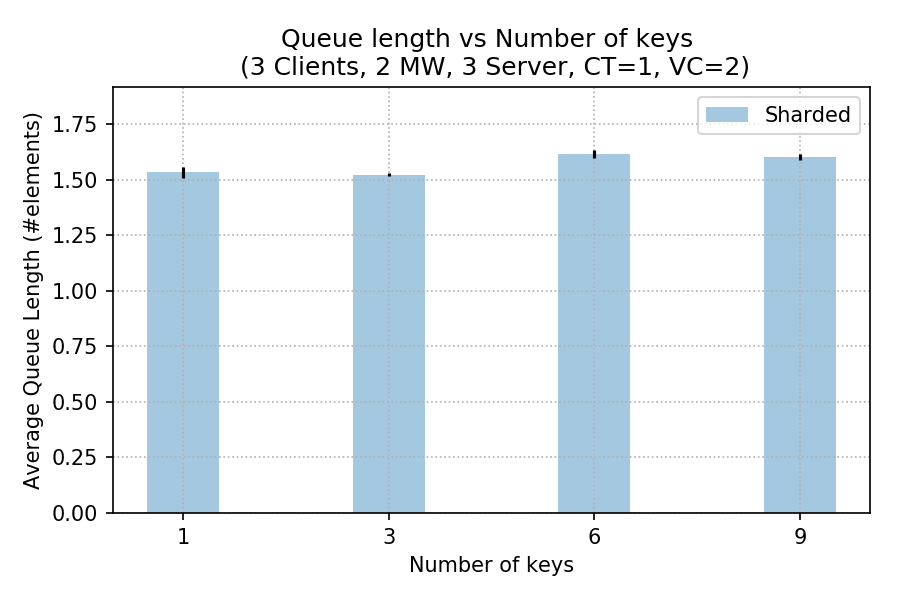 Queue length vs Number of keys
(3 Clients, 2 MW, 3 Server, CT=1, VC=2)
Sharded
Average Queue Length (#elements)
1.75
1.50
1.25
1.00
0.75
0.50
0.25
0.00
1 3 6 9
Number of keys